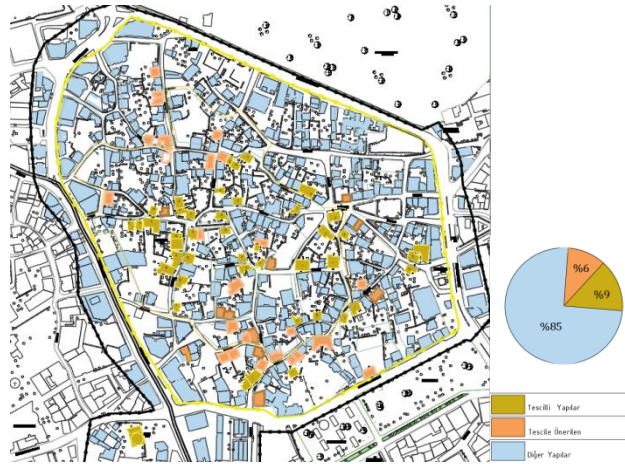 %6
%9
%85
Tescilli Yapılar
Tescile Önerilen
Diğer Yapılar